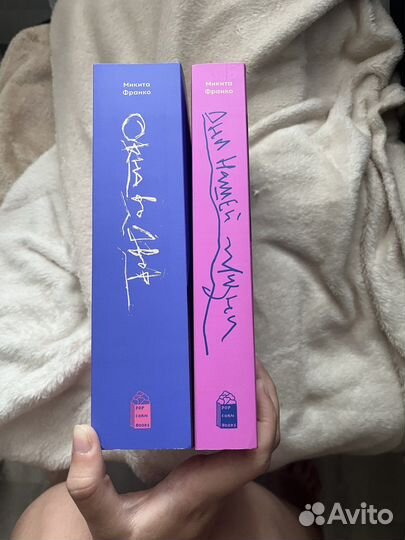 Микита
Франко
Окна во двор
POP
CORN
BOOKS
Микита
Франко
Дни нашей жизни
POP
CORN
BOOKS
Avito